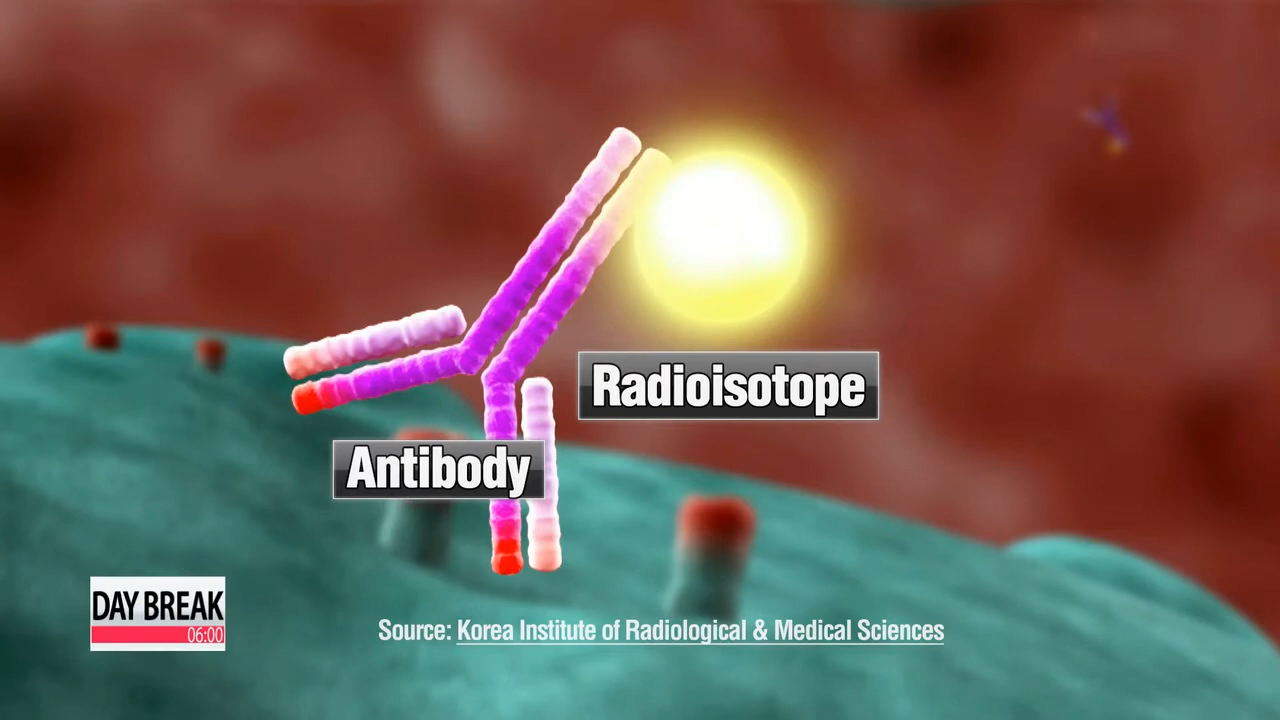 Radioisotope
Antibody
DAY BREAK
06:00
Source: Korea Institute of Radiological & Medical Sciences